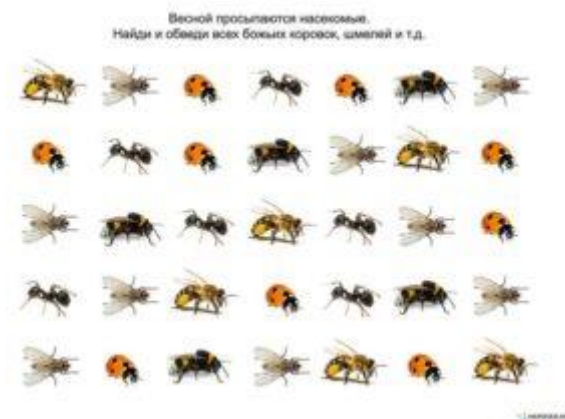 Весной просыпаются насекомые.
Найди и обведи всех божьих коровок, шмелей и т.д.